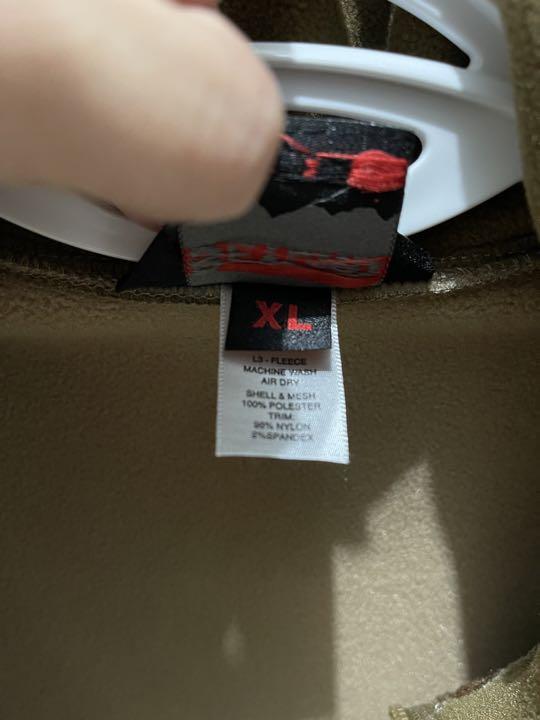 XL
L3 - FLEECE
MACHINE WASH
AIR DRY
SHELL & MESH
100% POLESTER
TRIM:
98% NYLON
2%SPANDEX